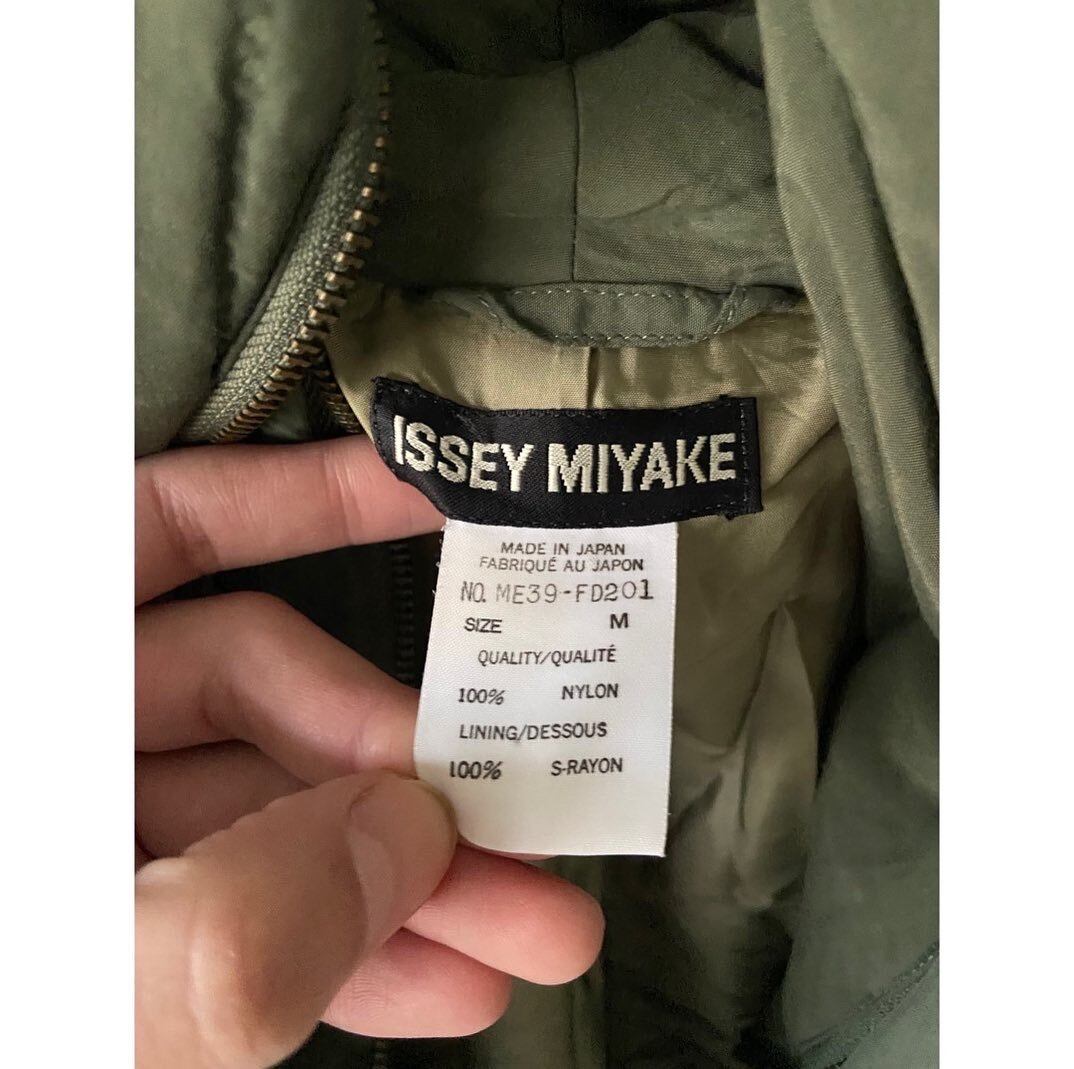 ISSEY MIYAKE
MADE IN JAPAN
FABRIQUÉ AU JAPON
NO. ME39-FD201
SIZE M
QUALITY/QUALITÉ
100% NYLON
LINING/DESSOUS
100% S-RAYON